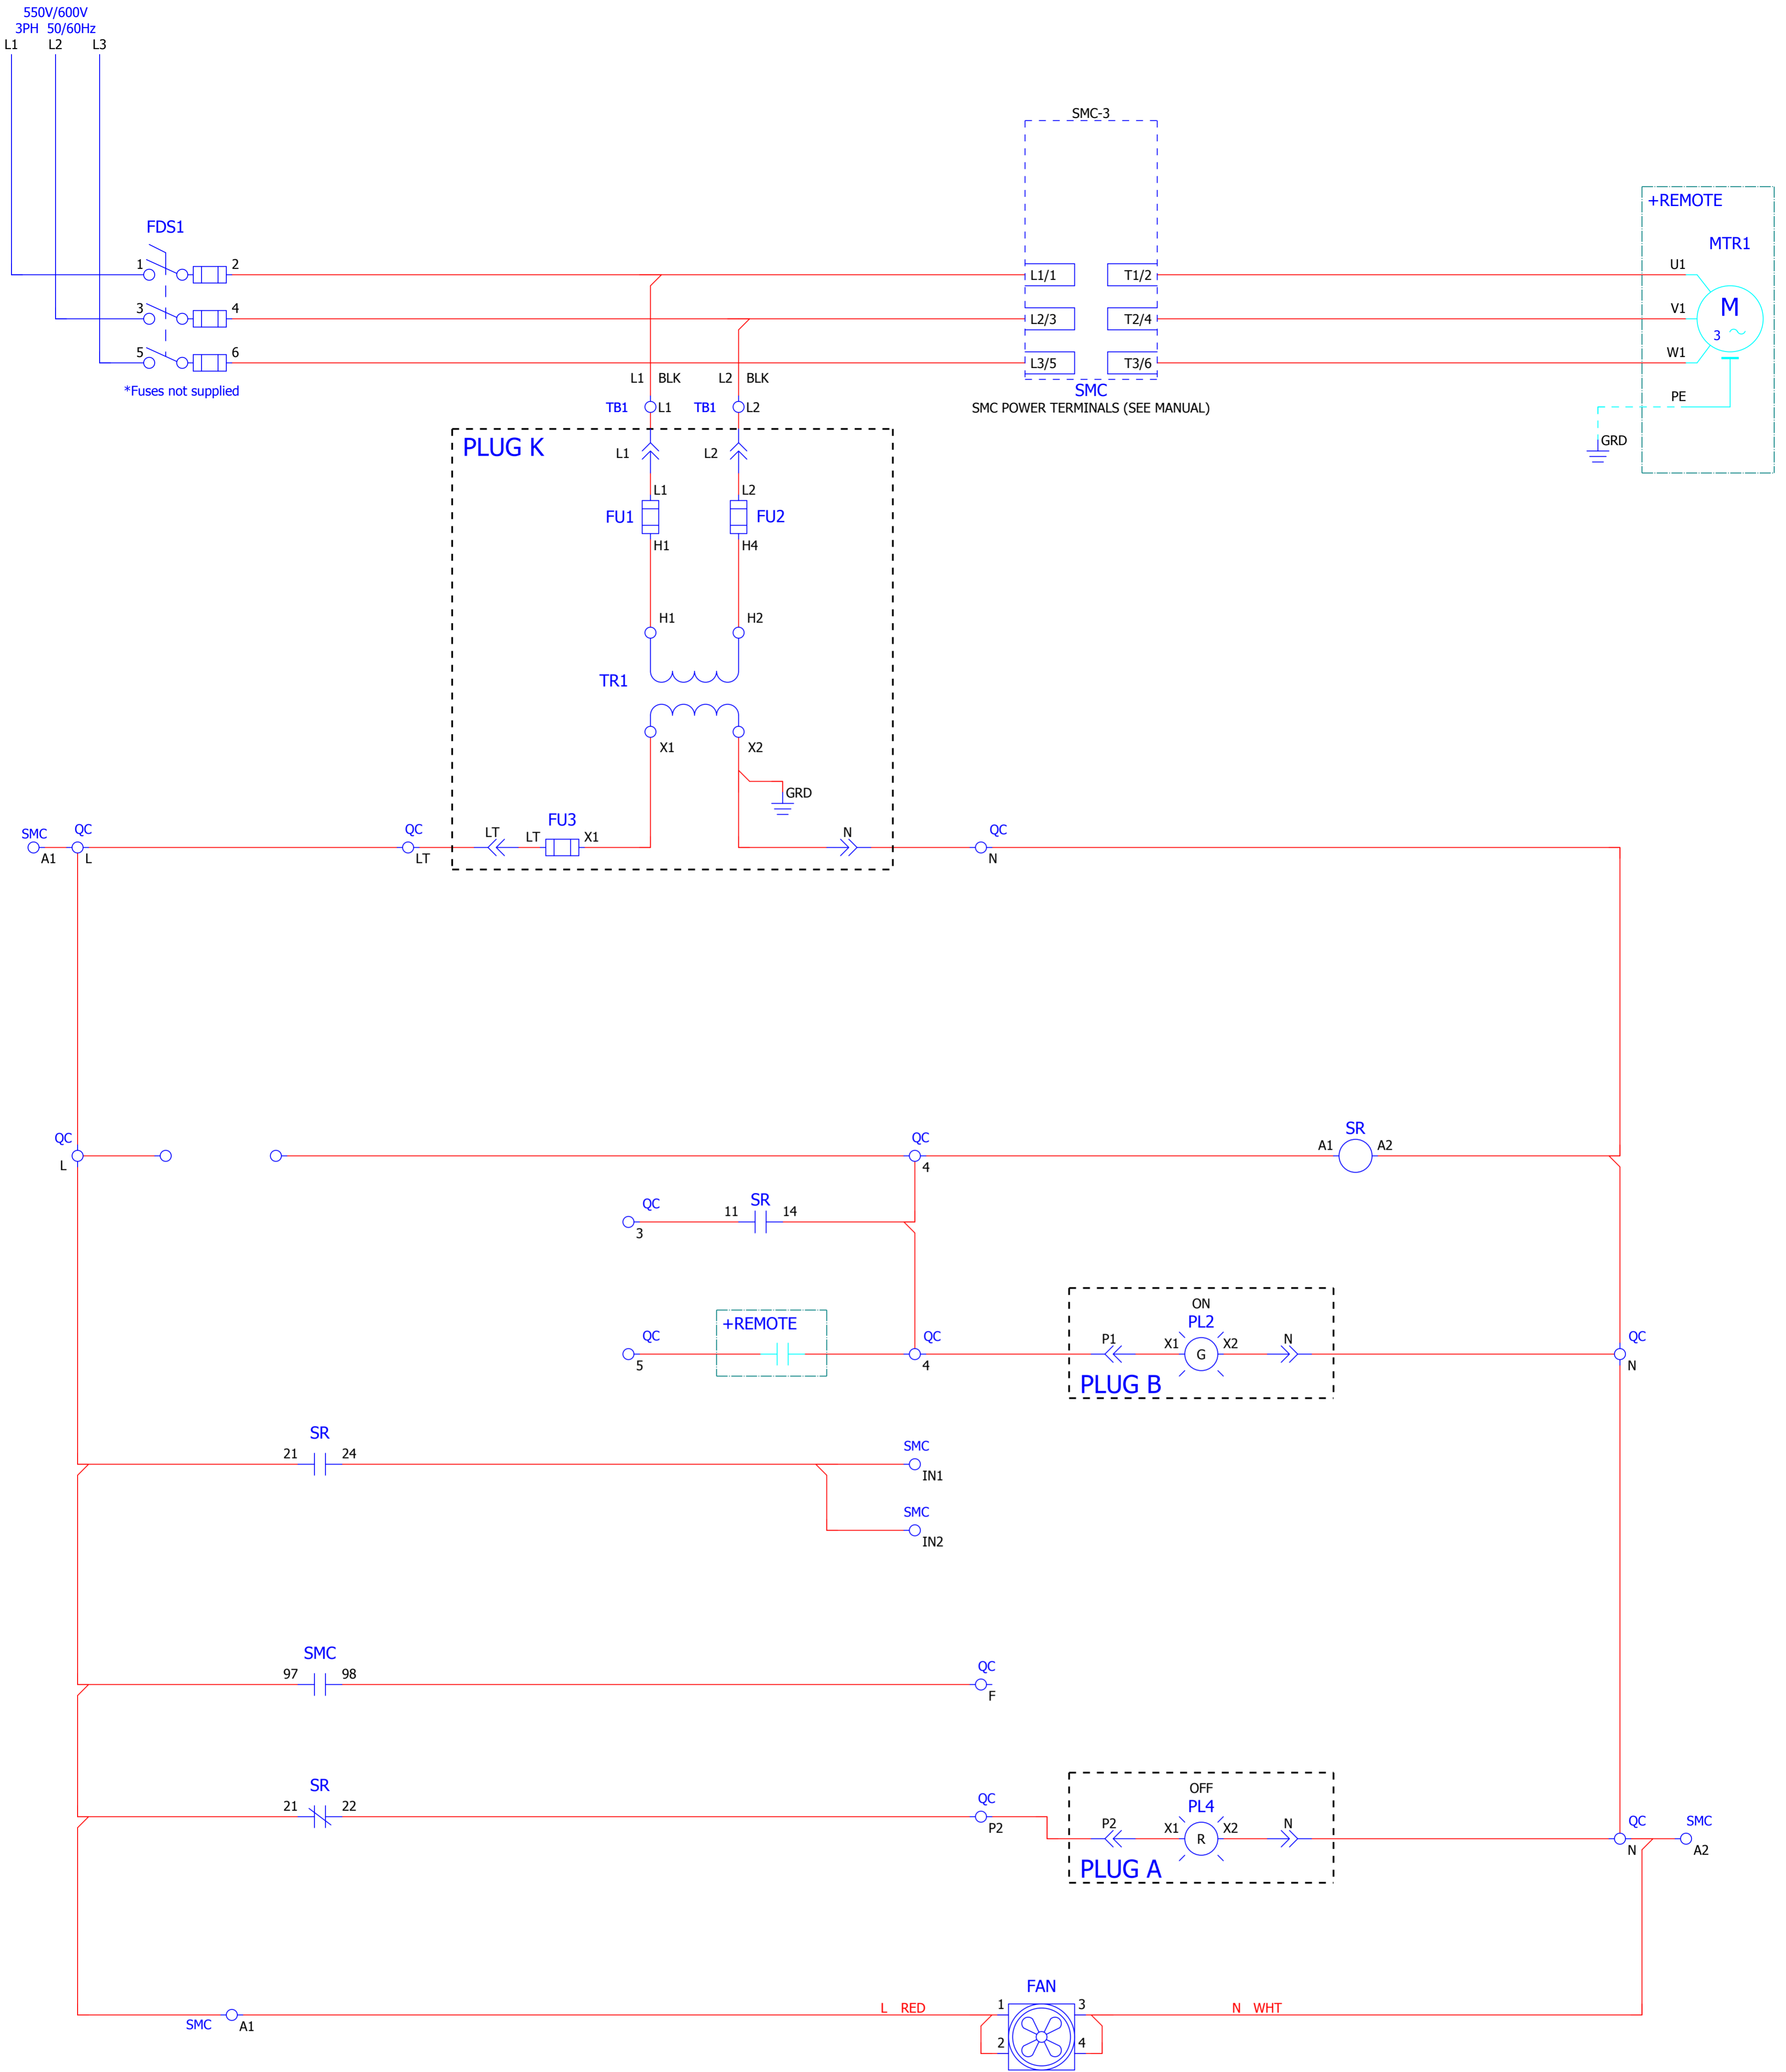 550V/600V
3PH 50/60Hz
L1 L2 L3
SMC-3
+REMOTE
FDS1
MTR1
1 2
L1/1 T1/2
U1
M
3
3 4
L2/3 T2/4
V1
5 6
L3/5 T3/6
W1
*Fuses not supplied
L1 BLK L2 BLK
SMC
PE
TB1 L1 TB1 L2
SMC POWER TERMINALS (SEE MANUAL)
GRD
PLUG K
L1 L2
L1 L2
FU1 FU2
H1 H4
H1 H2
TR1
X1 X2
GRD
FU3
SMC QC QC LT LT X1 N QC
A1 L LT N
QC QC SR
A1 A2
L 4
QC SR
11 14
3
ON
+REMOTE PL2
QC QC P1 X1 X2 N QC
G
5 4 N
PLUG B
SR
21 24 SMC
IN1
SMC
IN2
SMC
97 98 QC
F
SR OFF
21 22 QC PL4
P2 P2 X1 X2 N QC SMC
R
N A2
PLUG A
FAN
L RED 1 3 N WHT
SMC A1
2 4